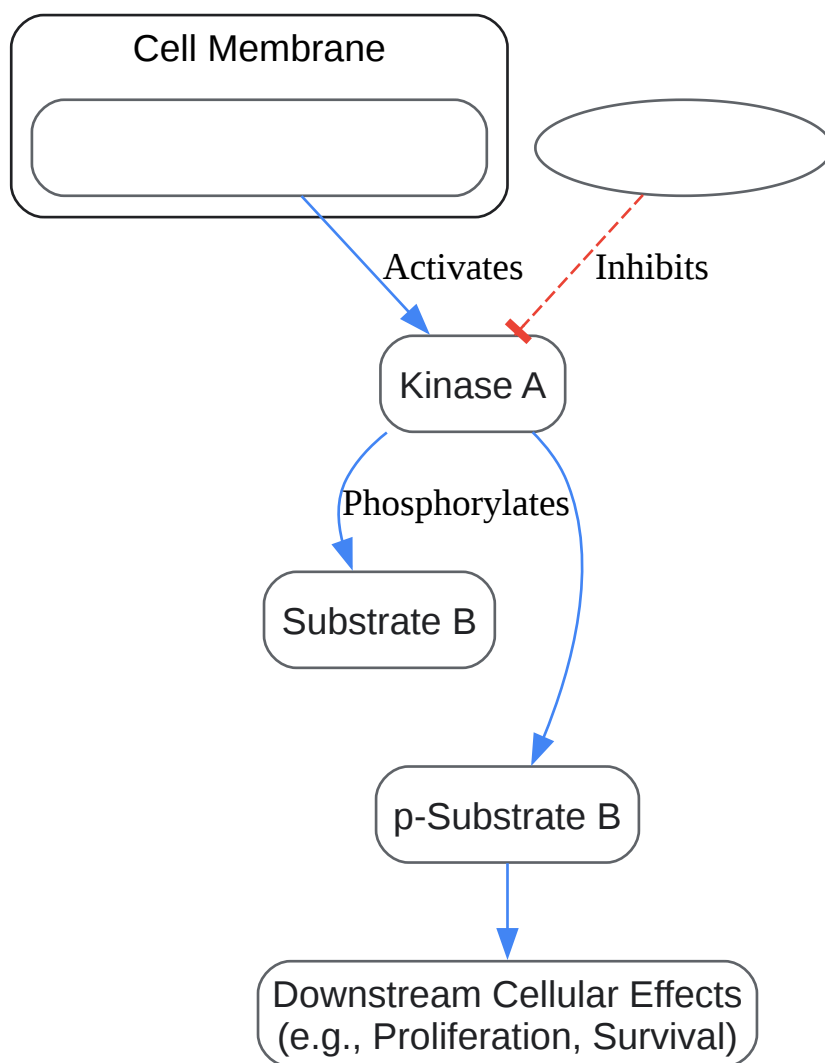 Cell Membrane
Activates
Inhibits
Kinase A
Phosphorylates
Substrate B
p-Substrate B
Downstream Cellular Effects
(e.g., Proliferation, Survival)